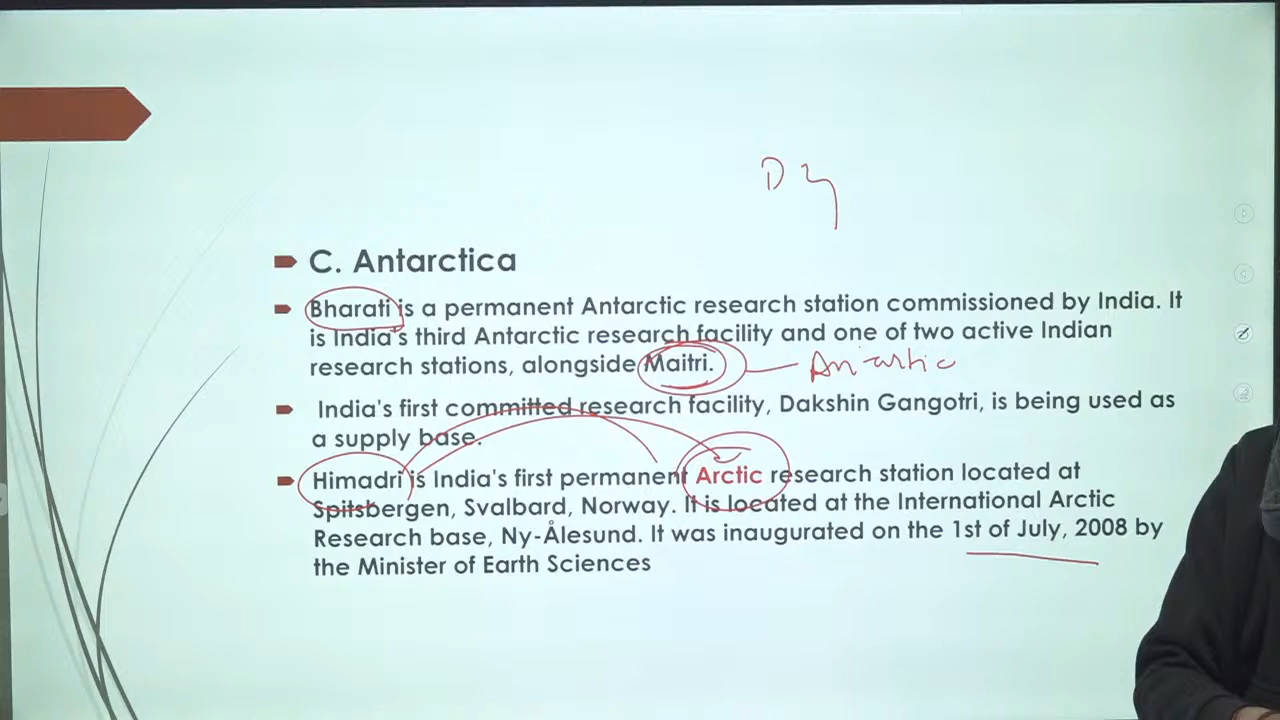 C. Antarctica
Bharati is a permanent Antarctic research station commissioned by India. It
is India's third Antarctic research facility and one of two active Indian
research stations, alongside Maitri. Antartic
India's first committed research facility, Dakshin Gangotri, is being used as
a supply base.
Himadri is India's first permanent Arctic research station located at
Spitsbergen, Svalbard, Norway. It is located at the International Arctic
Research base, Ny-Ålesund. It was inaugurated on the 1st of July, 2008 by
the Minister of Earth Sciences